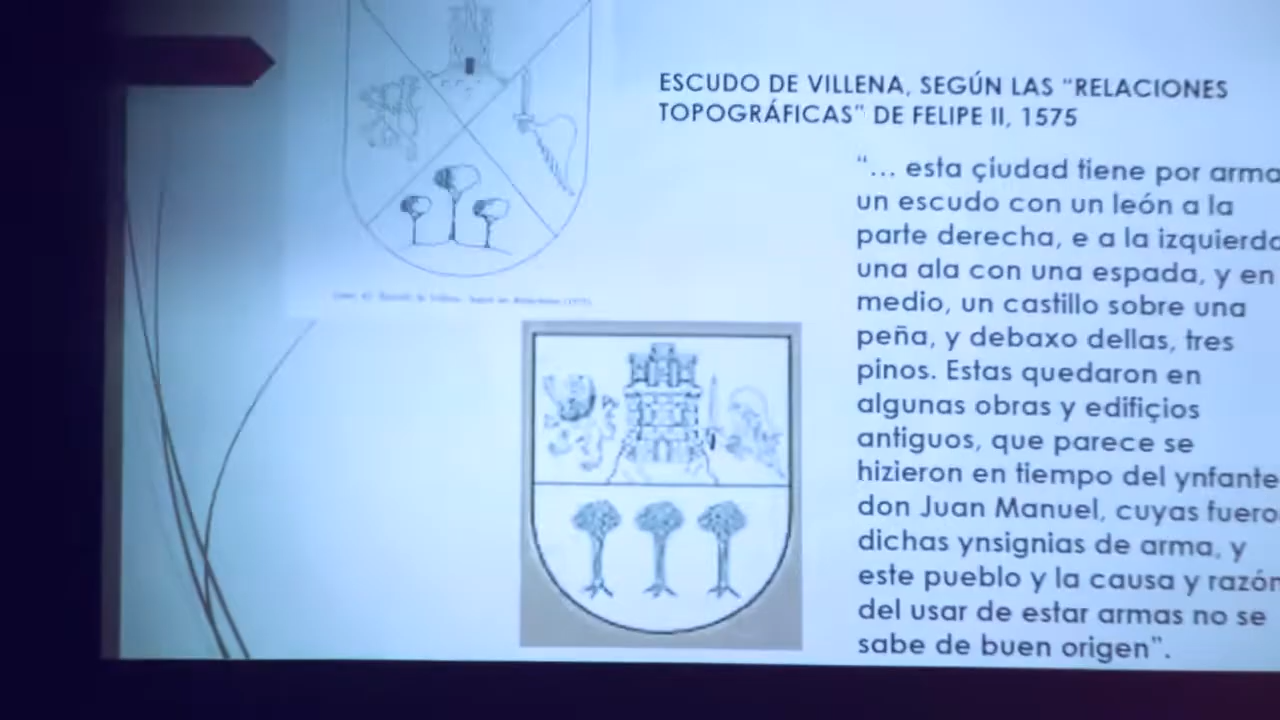 ESCUDO DE VILLENA, SEGÚN LAS "RELACIONES
TOPOGRÁFICAS" DE FELIPE II, 1575
"... esta çiudad tiene por arma
un escudo con un león a la
parte derecha, e a la izquierda
una ala con una espada, y en
medio, un castillo sobre una
peña, y debaxo dellas, tres
pinos. Estas quedaron en
algunas obras y edifiçios
antiguos, que parece se
hizieron en tiempo del ynfante
don Juan Manuel, cuyas fuero
dichas ynsignias de arma, y
este pueblo y la causa y razón
del usar de estar armas no se
sabe de buen origen".